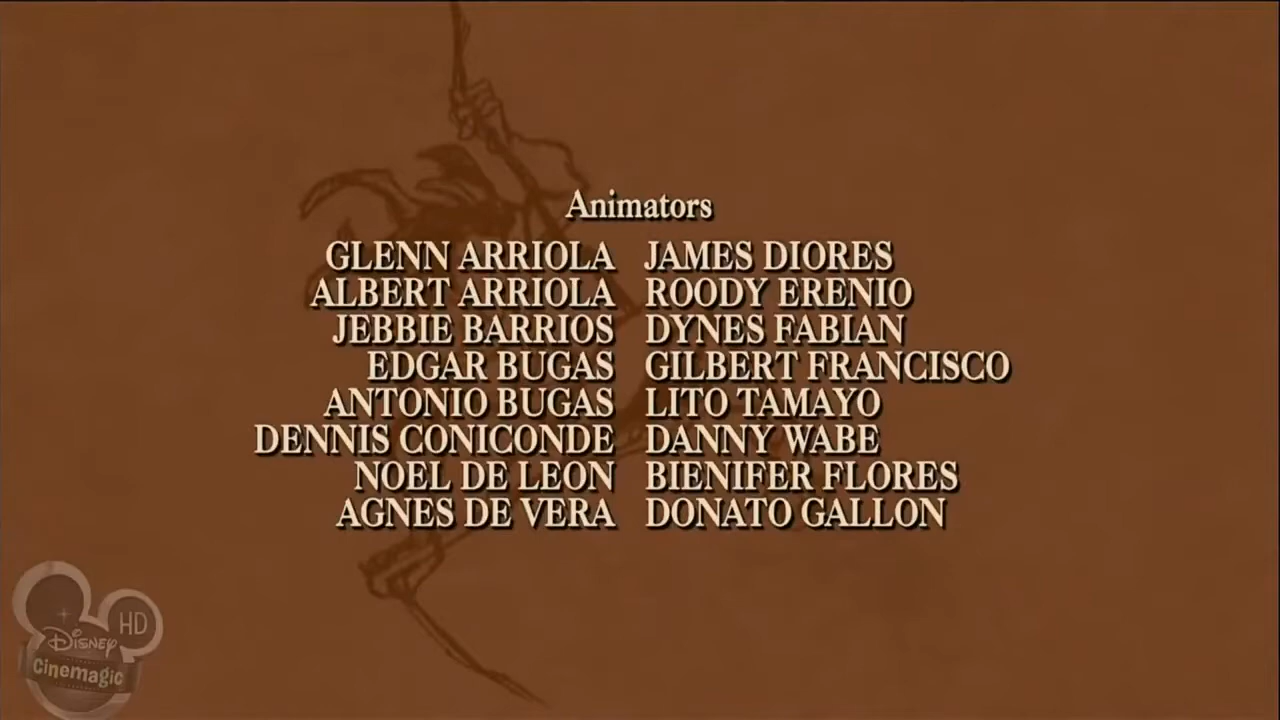 Animators
GLENN ARRIOLA JAMES DIORES
ALBERT ARRIOLA ROODY ERENIO
JEBBIE BARRIOS DYNES FABIAN
EDGAR BUGAS GILBERT FRANCISCO
ANTONIO BUGAS LITO TAMAYO
DENNIS CONICONDE DANNY WABE
NOEL DE LEON BIENIFER FLORES
AGNES DE VERA DONATO GALLON
HD
Disney
Cinemagic